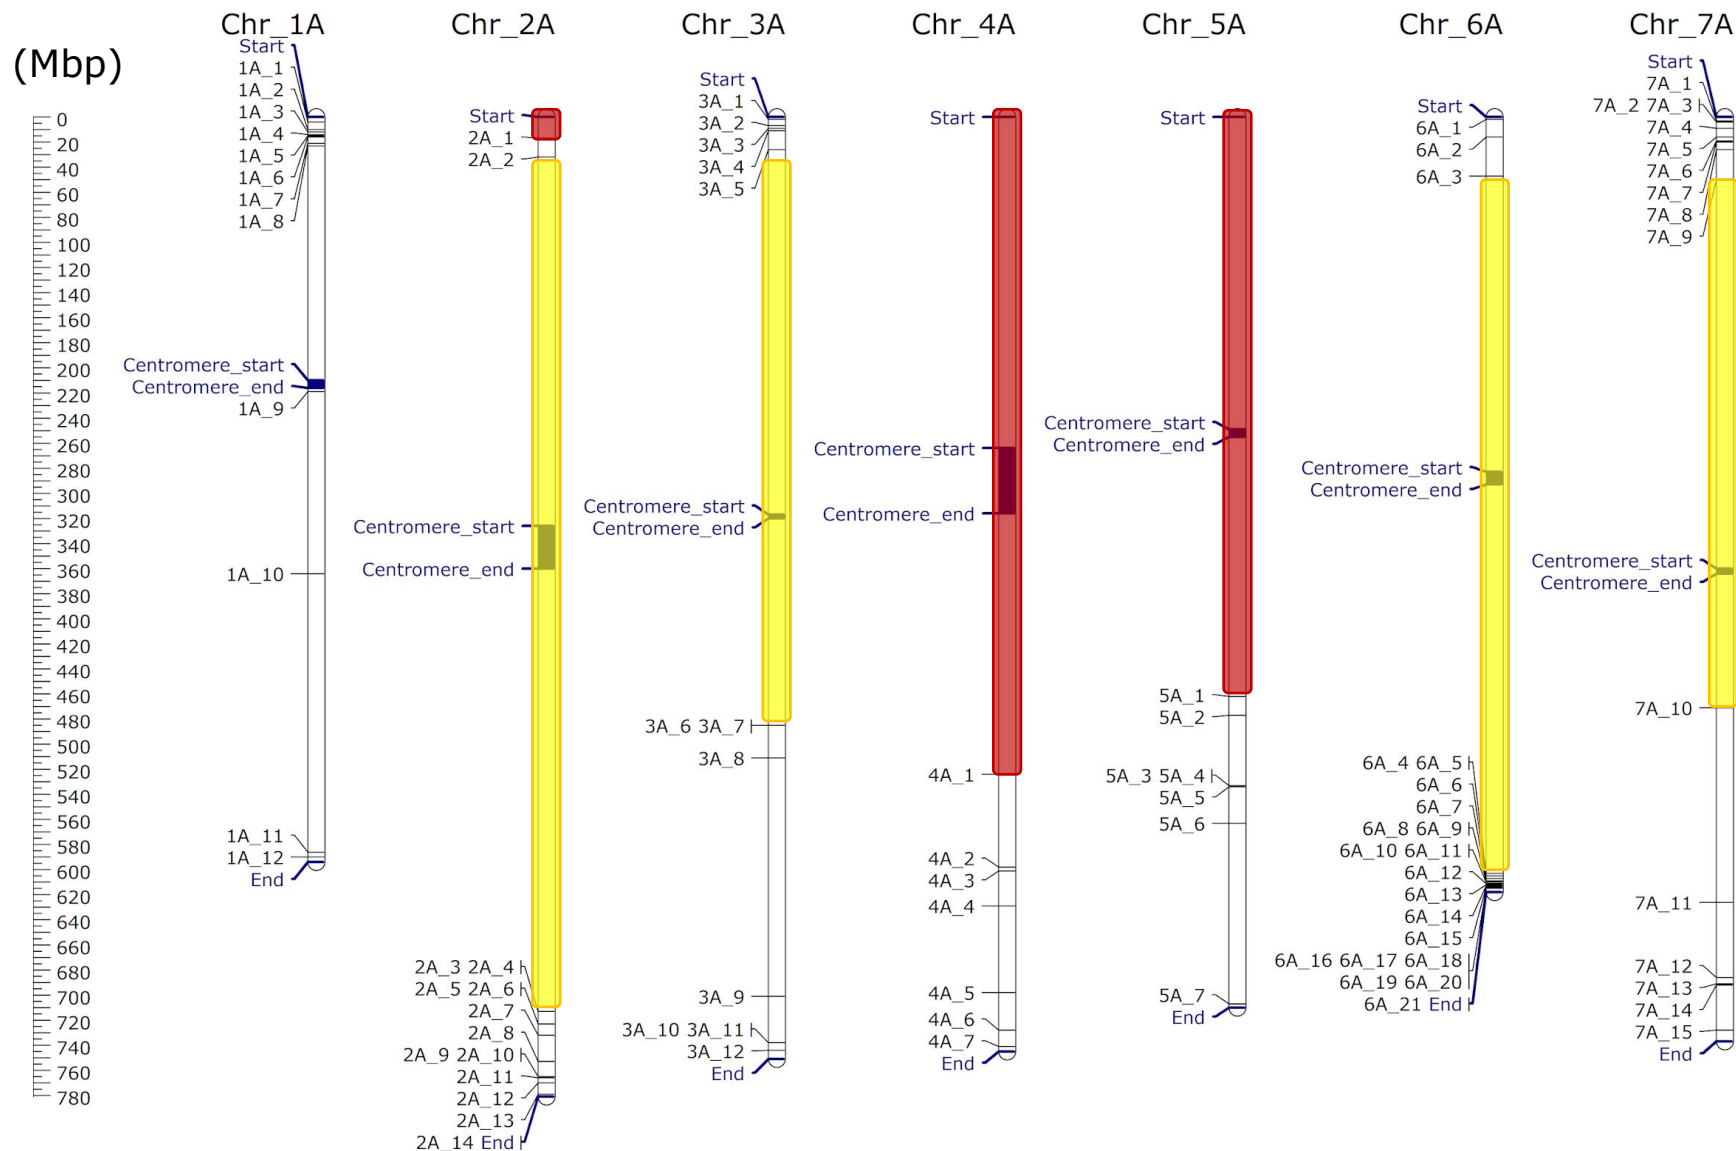 Chr_1A Chr_2A Chr_3A Chr_4A Chr_5A Chr_6A Chr_7A
(Mbp)
0
20
40
60
80
100
120
140
160
180
200
220
240
260
280
300
320
340
360
380
400
420
440
460
480
500
520
540
560
580
600
620
640
660
680
700
720
740
760
780
Start
1A_1
1A_2
1A_3
1A_4
1A_5
1A_6
1A_7
1A_8
Centromere_start
Centromere_end
1A_9
1A_10
1A_11
1A_12
End
Start
2A_1
2A_2
Centromere_start
Centromere_end
2A_3 2A_4
2A_5 2A_6
2A_7
2A_8
2A_9 2A_10
2A_11
2A_12
2A_13
2A_14 End
Start
3A_1
3A_2
3A_3
3A_4
3A_5
Centromere_start
Centromere_end
3A_6 3A_7
3A_8
3A_9
3A_10 3A_11
3A_12
End
Start
Centromere_start
Centromere_end
4A_1
4A_2
4A_3
4A_4
4A_5
4A_6
4A_7
End
Start
Centromere_start
Centromere_end
5A_1
5A_2
5A_3 5A_4
5A_5
5A_6
5A_7
End
Start
6A_1
6A_2
6A_3
Centromere_start
Centromere_end
6A_4 6A_5
6A_6
6A_7
6A_8 6A_9
6A_10 6A_11
6A_12
6A_13
6A_14
6A_15
6A_16 6A_17 6A_18
6A_19 6A_20
6A_21 End
Start
7A_1
7A_2 7A_3
7A_4
7A_5
7A_6
7A_7
7A_8
7A_9
Centromere_start
Centromere_end
7A_10
7A_11
7A_12
7A_13
7A_14
7A_15
End